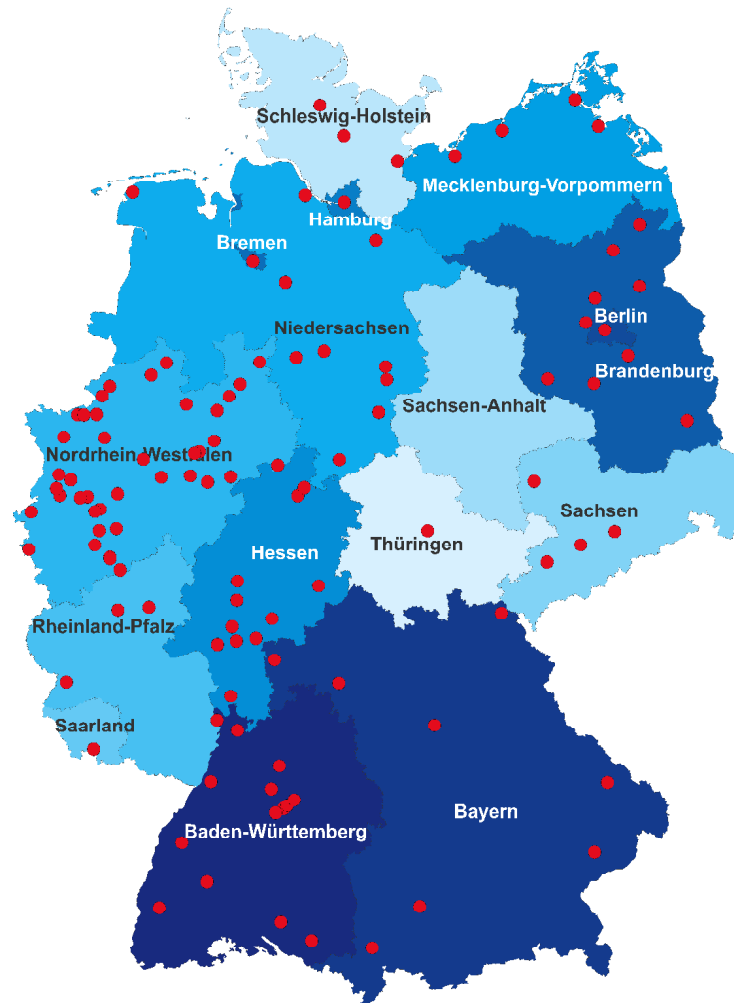 Schleswig-Holstein
Mecklenburg-Vorpommern
Hamburg
Bremen
Berlin
Niedersachsen
Brandenburg
Sachsen-Anhalt
Nordrhein-Westfalen
Sachsen
Thüringen
Hessen
Rheinland-Pfalz
Saarland
Bayern
Baden-Württemberg